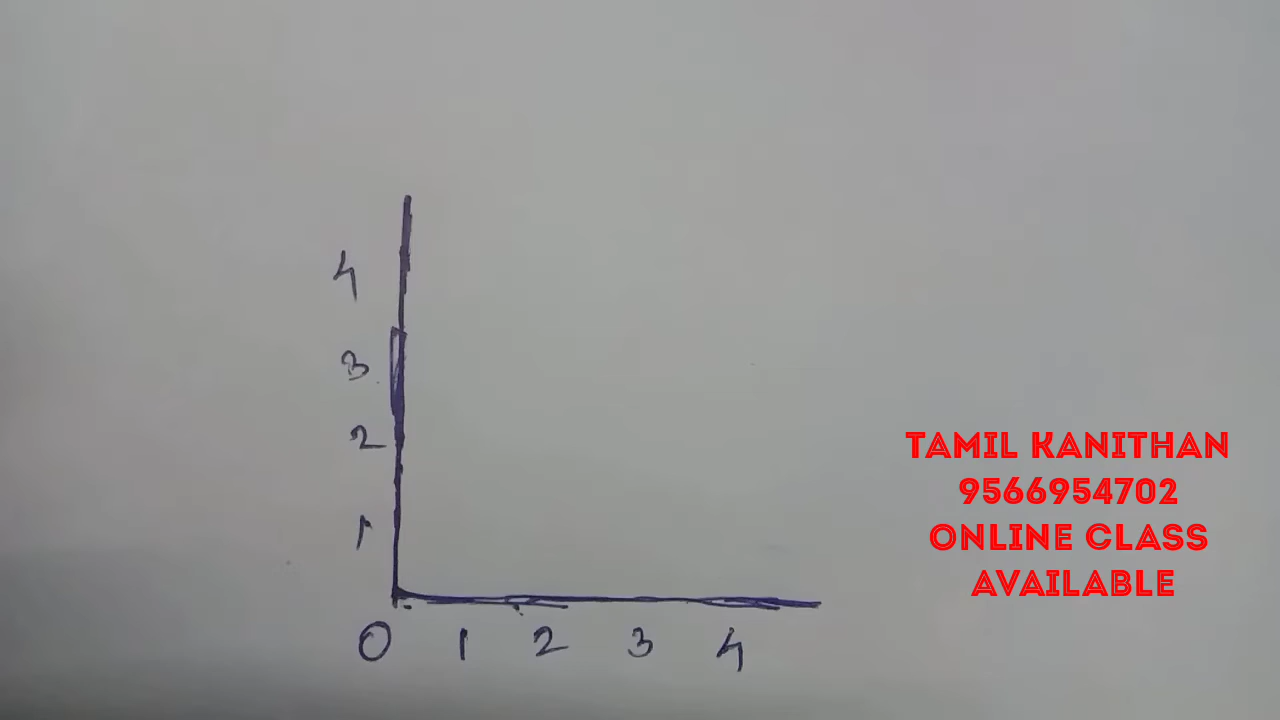 4
3
2
1
0 1 2 3 4
TAMIL KANITHAN
9566954702
ONLINE CLASS
AVAILABLE